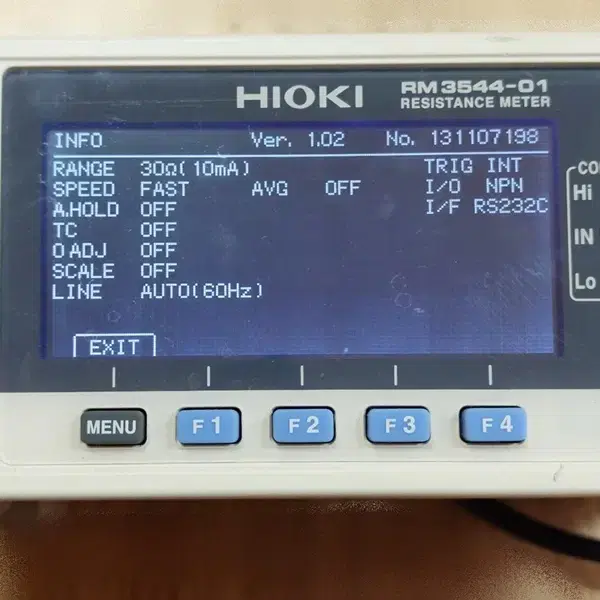 HIOKI
RM3544-01
RESISTANCE METER
INFO Ver. 1.02 No. 131107198
RANGE 30Ω(10mA) TRIG INT
SPEED FAST AVG OFF I/O NPN
A.HOLD OFF I/F RS232C
TC OFF
0 ADJ OFF
SCALE OFF
LINE AUTO(60Hz)
EXIT
Hi
IN
Lo
MENU F1 F2 F3 F4